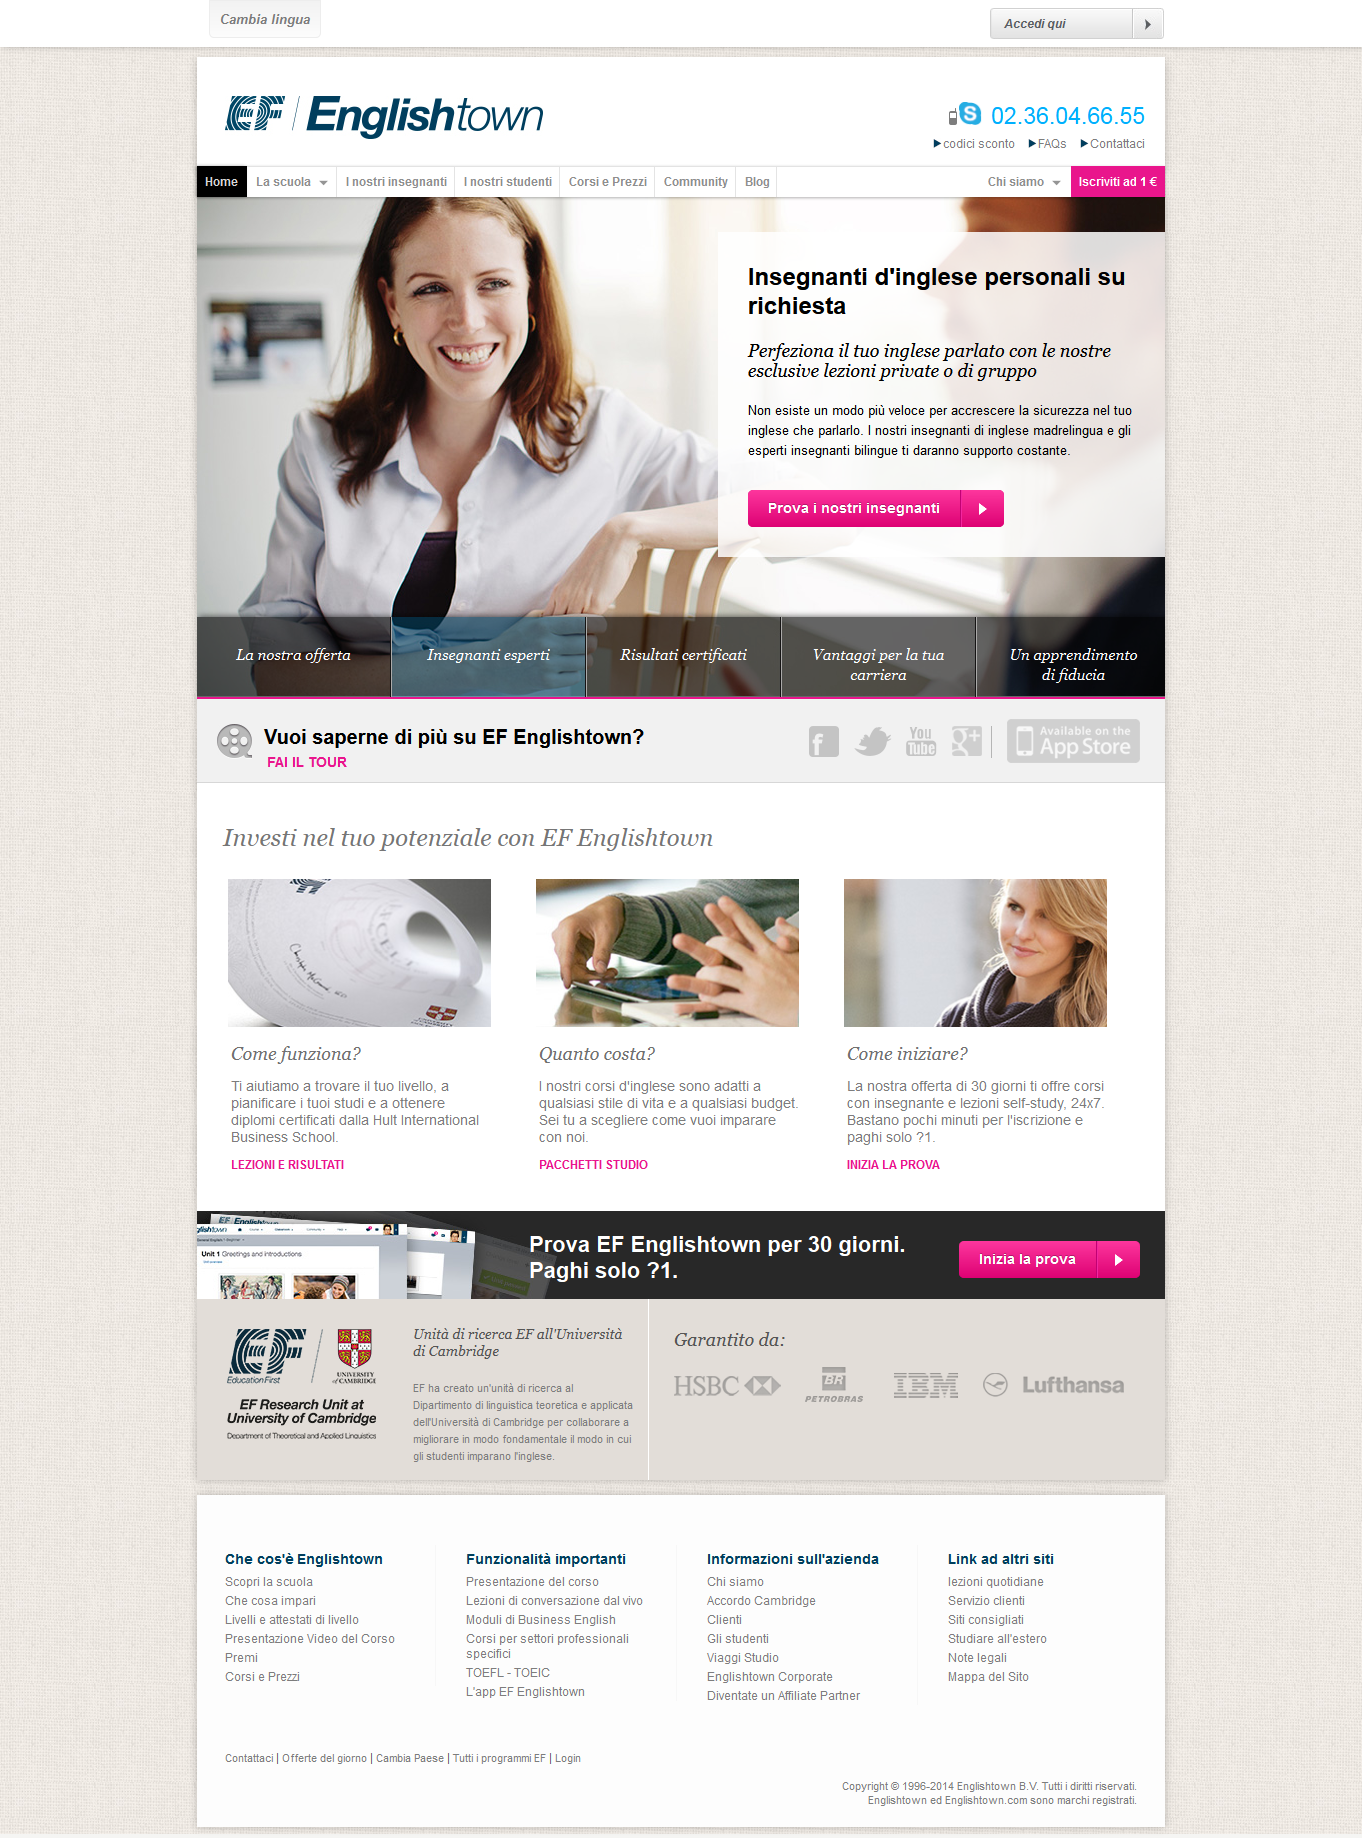 Cambia lingua
Accedi qui
EF Englishtown
02.36.04.66.55
codici sconto FAQs Contattaci
Home La scuola I nostri insegnanti I nostri studenti Corsi e Prezzi Community Blog Chi siamo Iscriviti ad 1 €
Insegnanti d'inglese personali su
richiesta
Perfeziona il tuo inglese parlato con le nostre
esclusive lezioni private o di gruppo
Non esiste un modo più veloce per accrescere la sicurezza nel tuo
inglese che parlarlo. I nostri insegnanti di inglese madrelingua e gli
esperti insegnanti bilingue ti daranno supporto costante.
Prova i nostri insegnanti
La nostra offerta
Insegnanti esperti
Risultati certificati
Vantaggi per la tua
carriera
Un apprendimento
di fiducia
Vuoi saperne di più su EF Englishtown?
FAI IL TOUR
You
Tube
Available on the
App Store
Investi nel tuo potenziale con EF Englishtown
Come funziona?
Ti aiutiamo a trovare il tuo livello, a
pianificare i tuoi studi e a ottenere
diplomi certificati dalla Hult International
Business School.
LEZIONI E RISULTATI
Quanto costa?
I nostri corsi d'inglese sono adatti a
qualsiasi stile di vita e a qualsiasi budget.
Sei tu a scegliere come vuoi imparare
con noi.
PACCHETTI STUDIO
Come iniziare?
La nostra offerta di 30 giorni ti offre corsi
con insegnante e lezioni self-study, 24x7.
Bastano pochi minuti per l'iscrizione e
paghi solo ?1.
INIZIA LA PROVA
Unit 1 Greetings and introductions
Prova EF Englishtown per 30 giorni.
Paghi solo ?1.
Inizia la prova
EF
Education First
UNIVERSITY
OF CAMBRIDGE
EF Research Unit at
University of Cambridge
Department of Theoretical and Applied Linguistics
Unità di ricerca EF all'Università
di Cambridge
EF ha creato un'unità di ricerca al
Dipartimento di linguistica teoretica e applicata
dell'Università di Cambridge per collaborare a
migliorare in modo fondamentale il modo in cui
gli studenti imparano l'inglese.
Garantito da:
HSBC
BR
PETROBRAS
IBM
Lufthansa
Che cos'è Englishtown
Scopri la scuola
Che cosa impari
Livelli e attestati di livello
Presentazione Video del Corso
Premi
Corsi e Prezzi
Funzionalità importanti
Presentazione del corso
Lezioni di conversazione dal vivo
Moduli di Business English
Corsi per settori professionali
specifici
TOEFL - TOEIC
L'app EF Englishtown
Informazioni sull'azienda
Chi siamo
Accordo Cambridge
Clienti
Gli studenti
Viaggi Studio
Englishtown Corporate
Diventate un Affiliate Partner
Link ad altri siti
lezioni quotidiane
Servizio clienti
Siti consigliati
Studiare all'estero
Note legali
Mappa del Sito
Contattaci | Offerte del giorno | Cambia Paese | Tutti i programmi EF | Login
Copyright © 1996-2014 Englishtown B.V. Tutti i diritti riservati.
Englishtown ed Englishtown.com sono marchi registrati.